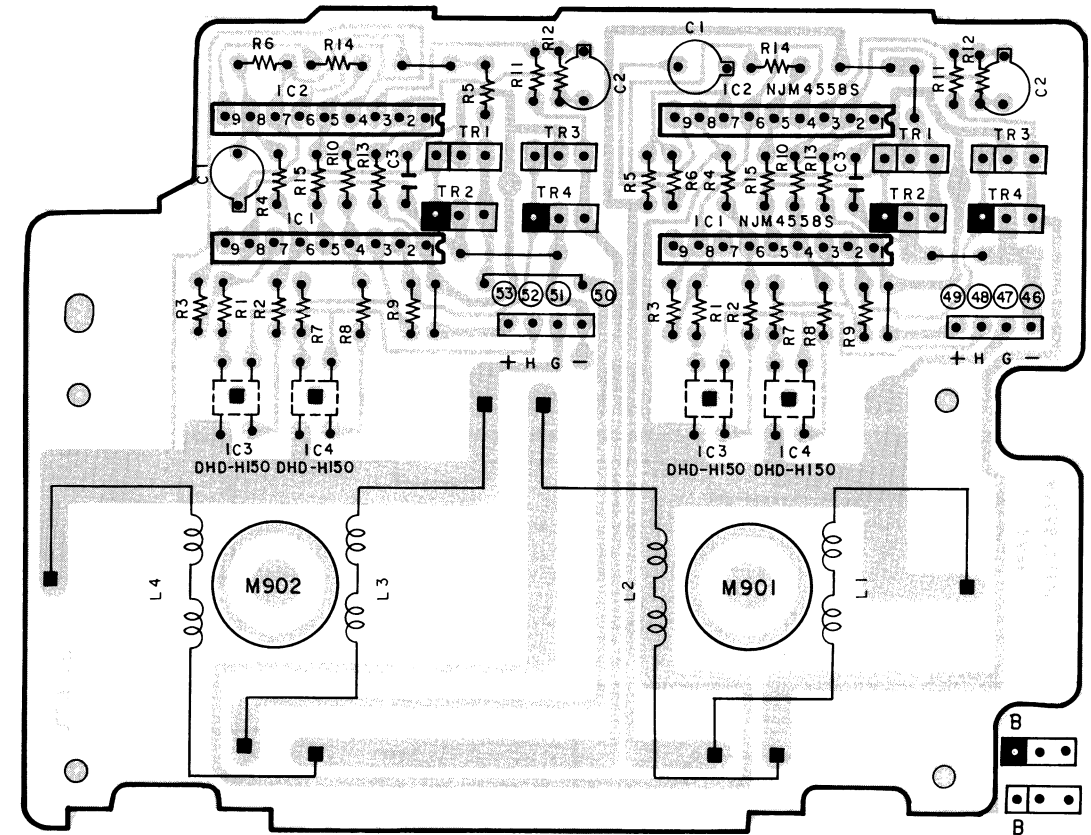 R6 R14 R12 C1 R14 R12
R5 R11 C2 R11 C2
IC2 IC2 NJM4558S
9 8 7 6 5 4 3 2 1 9 8 7 6 5 4 3 2 1
TR1 TR3 TR1 TR3
C1 R4 R15 R10 R13 C3 R5 R6 R4 R15 R10 R13 C3
TR2 TR4 TR2 TR4
IC1 IC1 NJM4558S
9 8 7 6 5 4 3 2 1 9 8 7 6 5 4 3 2 1
53 52 51 50 49 48 47 46
R3 R1 R2 R7 R8 R9 R3 R1 R2 R7 R8 R9
+ H G − + H G −
IC3 IC4 IC3 IC4
DHD-H150 DHD-H150 DHD-H150 DHD-H150
L4 M902 L3 L2 M901 L1
B
B